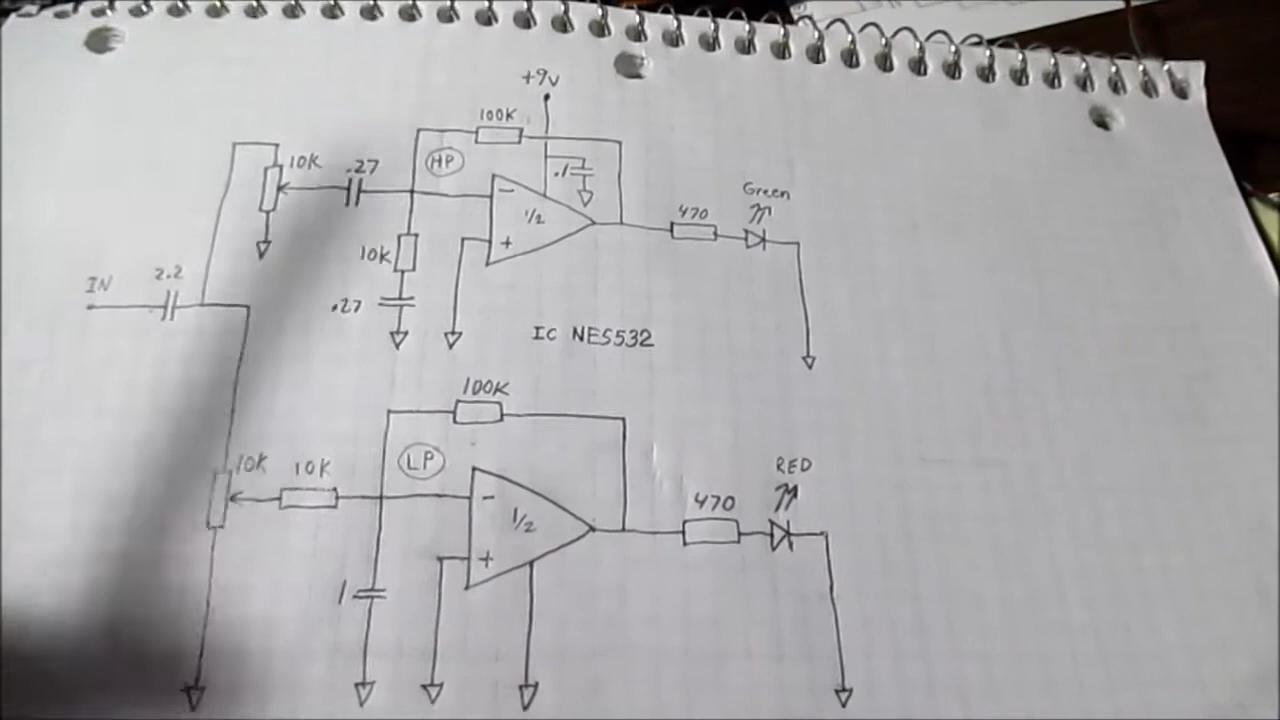 +9v
100K
10K
.27
HP
.1
Green
-
1/2
+
470
10K
2.2
IN
.27
IC NE5532
100K
LP
RED
10K
10K
-
1/2
+
470
1